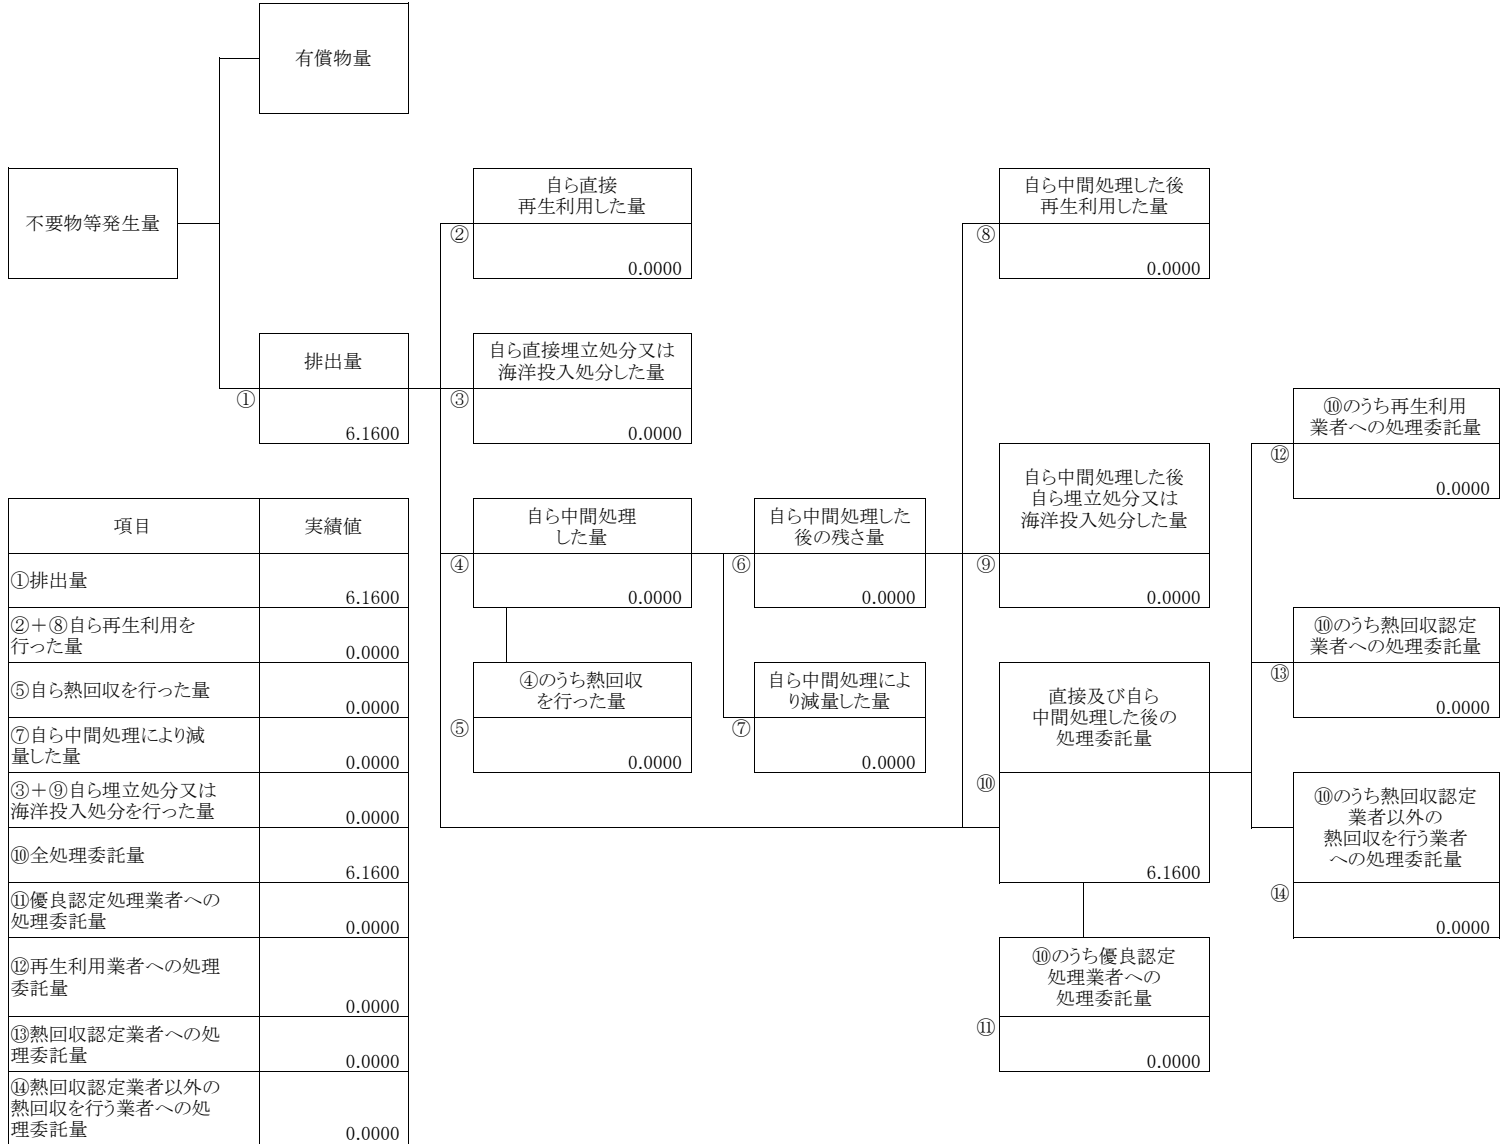 有償物量
不要物等発生量
自ら直接
再生利用した量
②
0.0000
自ら中間処理した後
再生利用した量
⑧
0.0000
排出量
①
6.1600
自ら直接埋立処分又は
海洋投入処分した量
③
0.0000
⑩のうち再生利用
業者への処理委託量
⑫
0.0000
自ら中間処理
した量
④
0.0000
自ら中間処理した
後の残さ量
⑥
0.0000
自ら中間処理した後
自ら埋立処分又は
海洋投入処分した量
⑨
0.0000
⑩のうち熱回収認定
業者への処理委託量
⑬
0.0000
④のうち熱回収
を行った量
⑤
0.0000
自ら中間処理によ
り減量した量
⑦
0.0000
直接及び自ら
中間処理した後の
処理委託量
⑩
6.1600
⑩のうち熱回収認定
業者以外の
熱回収を行う業者
への処理委託量
⑭
0.0000
⑩のうち優良認定
処理業者への
処理委託量
⑪
0.0000
項目
実績値
①排出量
6.1600
②＋⑧自ら再生利用を
行った量
0.0000
⑤自ら熱回収を行った量
0.0000
⑦自ら中間処理により減
量した量
0.0000
③＋⑨自ら埋立処分又は
海洋投入処分を行った量
0.0000
⑩全処理委託量
6.1600
⑪優良認定処理業者への
処理委託量
0.0000
⑫再生利用業者への処理
委託量
0.0000
⑬熱回収認定業者への処
理委託量
0.0000
⑭熱回収認定業者以外の
熱回収を行う業者への処
理委託量
0.0000